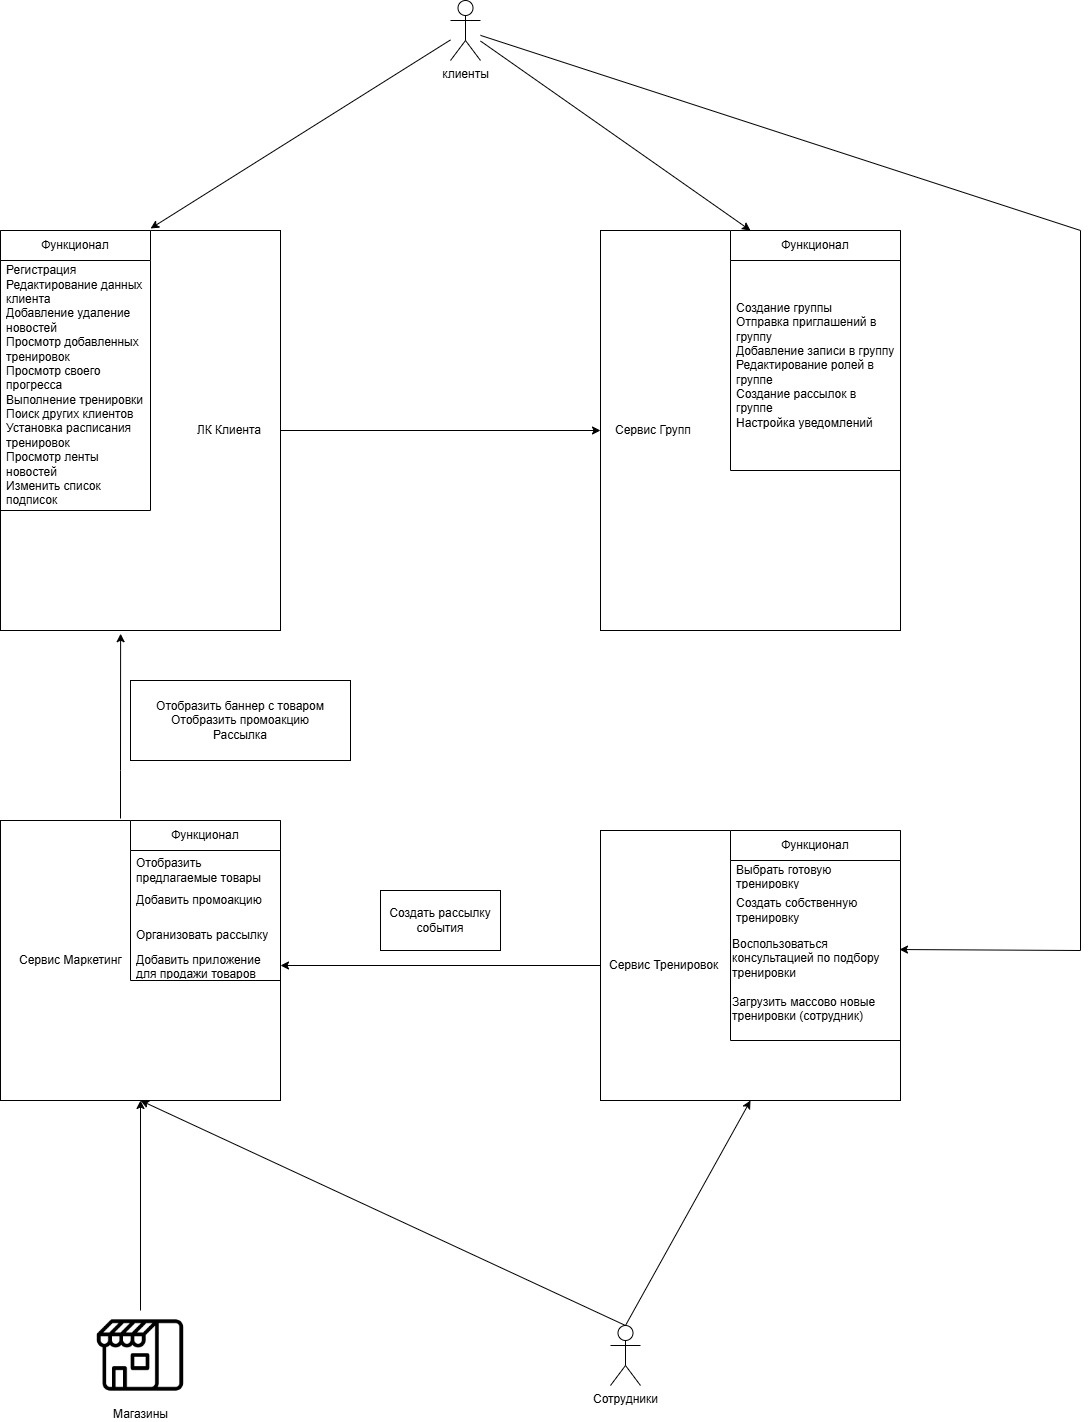 клиенты
Функционал
Регистрация
Редактирование данных
клиента
Добавление удаление
новостей
Просмотр добавленных
тренировок
Просмотр своего
прогресса
Выполнение тренировки
Поиск других клиентов
Установка расписания
тренировок
Просмотр ленты
новостей
Изменить список
подписок
ЛК Клиента
Сервис Групп
Функционал
Создание группы
Отправка приглашений в
группу
Добавление записи в группу
Редактирование ролей в
группе
Создание рассылок в
группе
Настройка уведомлений
Отобразить баннер с товаром
Отобразить промоакцию
Рассылка
Сервис Маркетинг
Функционал
Отобразить
предлагаемые товары
Добавить промоакцию
Организовать рассылку
Добавить приложение
для продажи товаров
Создать рассылку
события
Сервис Тренировок
Функционал
Выбрать готовую
тренировку
Создать собственную
тренировку
Воспользоваться
консультацией по подбору
тренировки
Загрузить массово новые
тренировки (сотрудник)
Магазины
Сотрудники